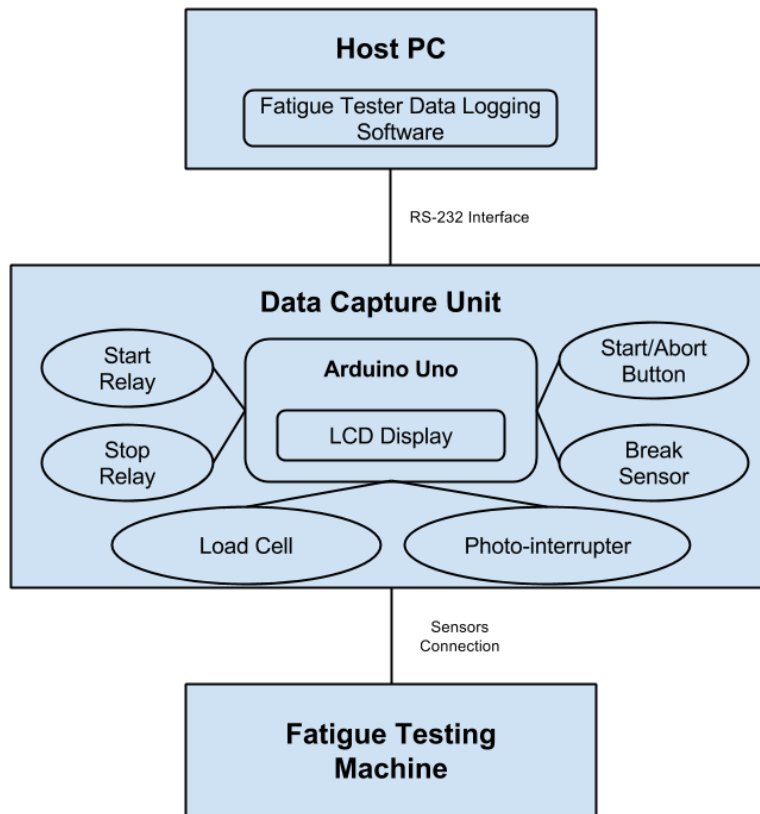 Host PC
Fatigue Tester Data Logging
Software
RS-232 Interface
Data Capture Unit
Start
Relay
Arduino Uno
Start/Abort
Button
LCD Display
Stop
Relay
Break
Sensor
Load Cell
Photo-interrupter
Sensors
Connection
Fatigue Testing
Machine